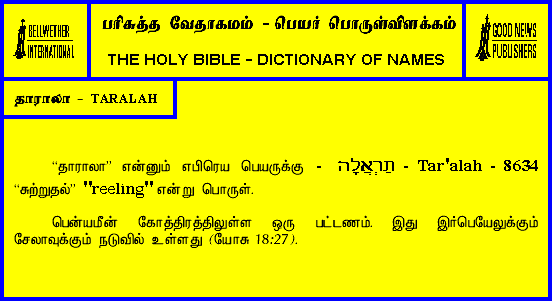 BELLWETHER
INTERNATIONAL
பரிசுத்த வேதாகமம் - பெயர் பொருள்விளக்கம்
THE HOLY BIBLE - DICTIONARY OF NAMES
GOOD NEWS
PUBLISHERS
தாராலா - TARALAH
“தாராலா” என்னும் எபிரெய பெயருக்கு - תַּרְאֲלָה - Tar'alah - 8634
“சுற்றுதல்” "reeling" என்று பொருள்.
பென்யமீன் கோத்திரத்திலுள்ள ஒரு பட்டணம். இது இர்பெயேலுக்கும்
சேலாவுக்கும் நடுவில் உள்ளது (யோசு 18:27).